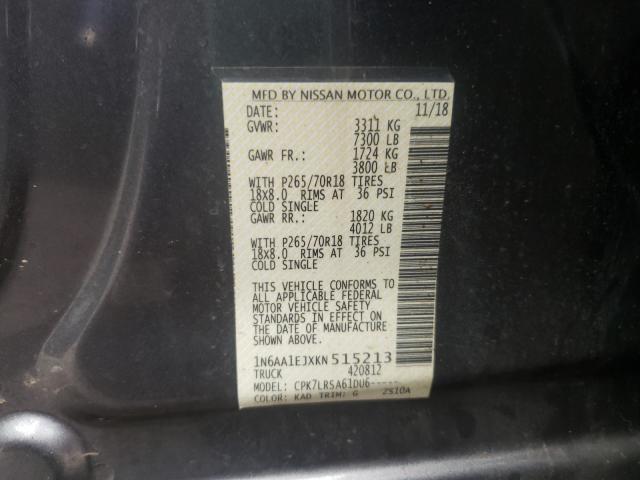 MFD BY NISSAN MOTOR CO., LTD.
DATE: 11/18
GVWR: 3311 KG
7300 LB
GAWR FR.: 1724 KG
3800 LB
WITH P265/70R18 TIRES
18X8.0 RIMS AT 36 PSI
COLD SINGLE
GAWR RR.: 1820 KG
4012 LB
WITH P265/70R18 TIRES
18X8.0 RIMS AT 36 PSI
COLD SINGLE
THIS VEHICLE CONFORMS TO
ALL APPLICABLE FEDERAL
MOTOR VEHICLE SAFETY
STANDARDS IN EFFECT ON
THE DATE OF MANUFACTURE
SHOWN ABOVE.
1N6AA1EJXKN515213
TRUCK 420812
MODEL: CPK7LRSA61DU6-----
COLOR: KAD TRIM: G ZS10A